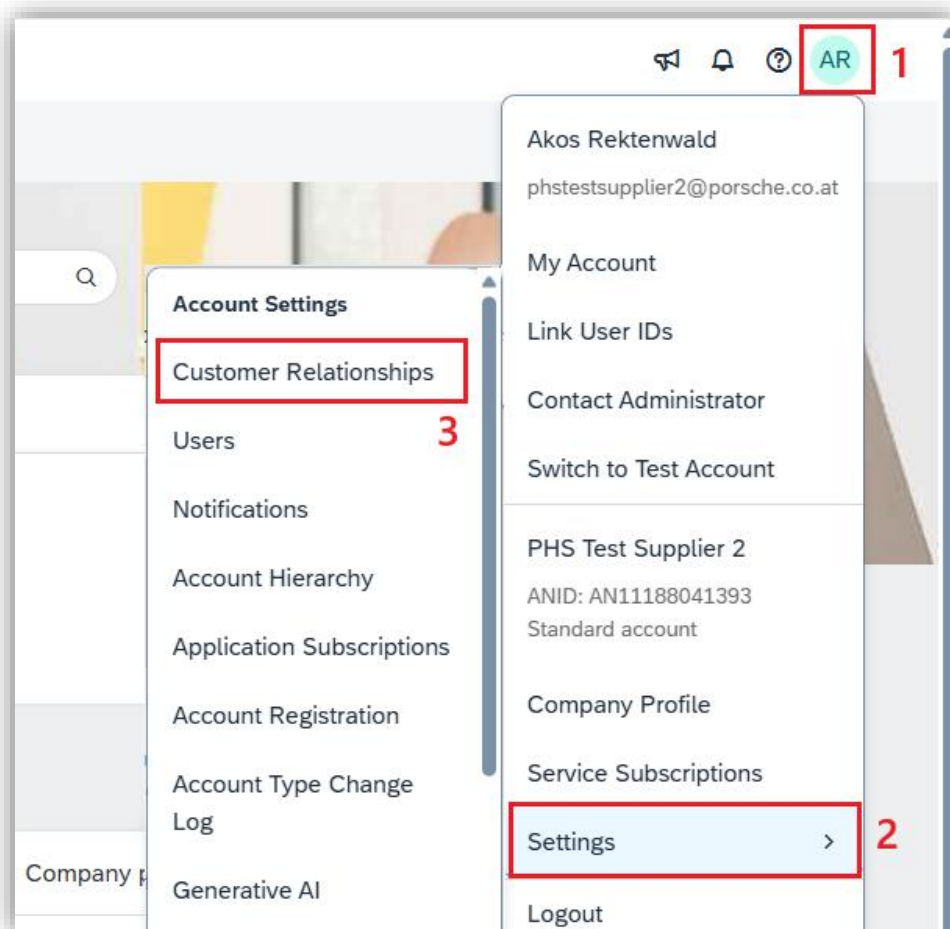 AR
1
Akos Rektenwald
phstestsupplier2@porsche.co.at
My Account
Link User IDs
Contact Administrator
Switch to Test Account
PHS Test Supplier 2
ANID: AN11188041393
Standard account
Company Profile
Service Subscriptions
Settings
2
Logout
Account Settings
Customer Relationships
3
Users
Notifications
Account Hierarchy
Application Subscriptions
Account Registration
Account Type Change
Log
Generative AI
Company